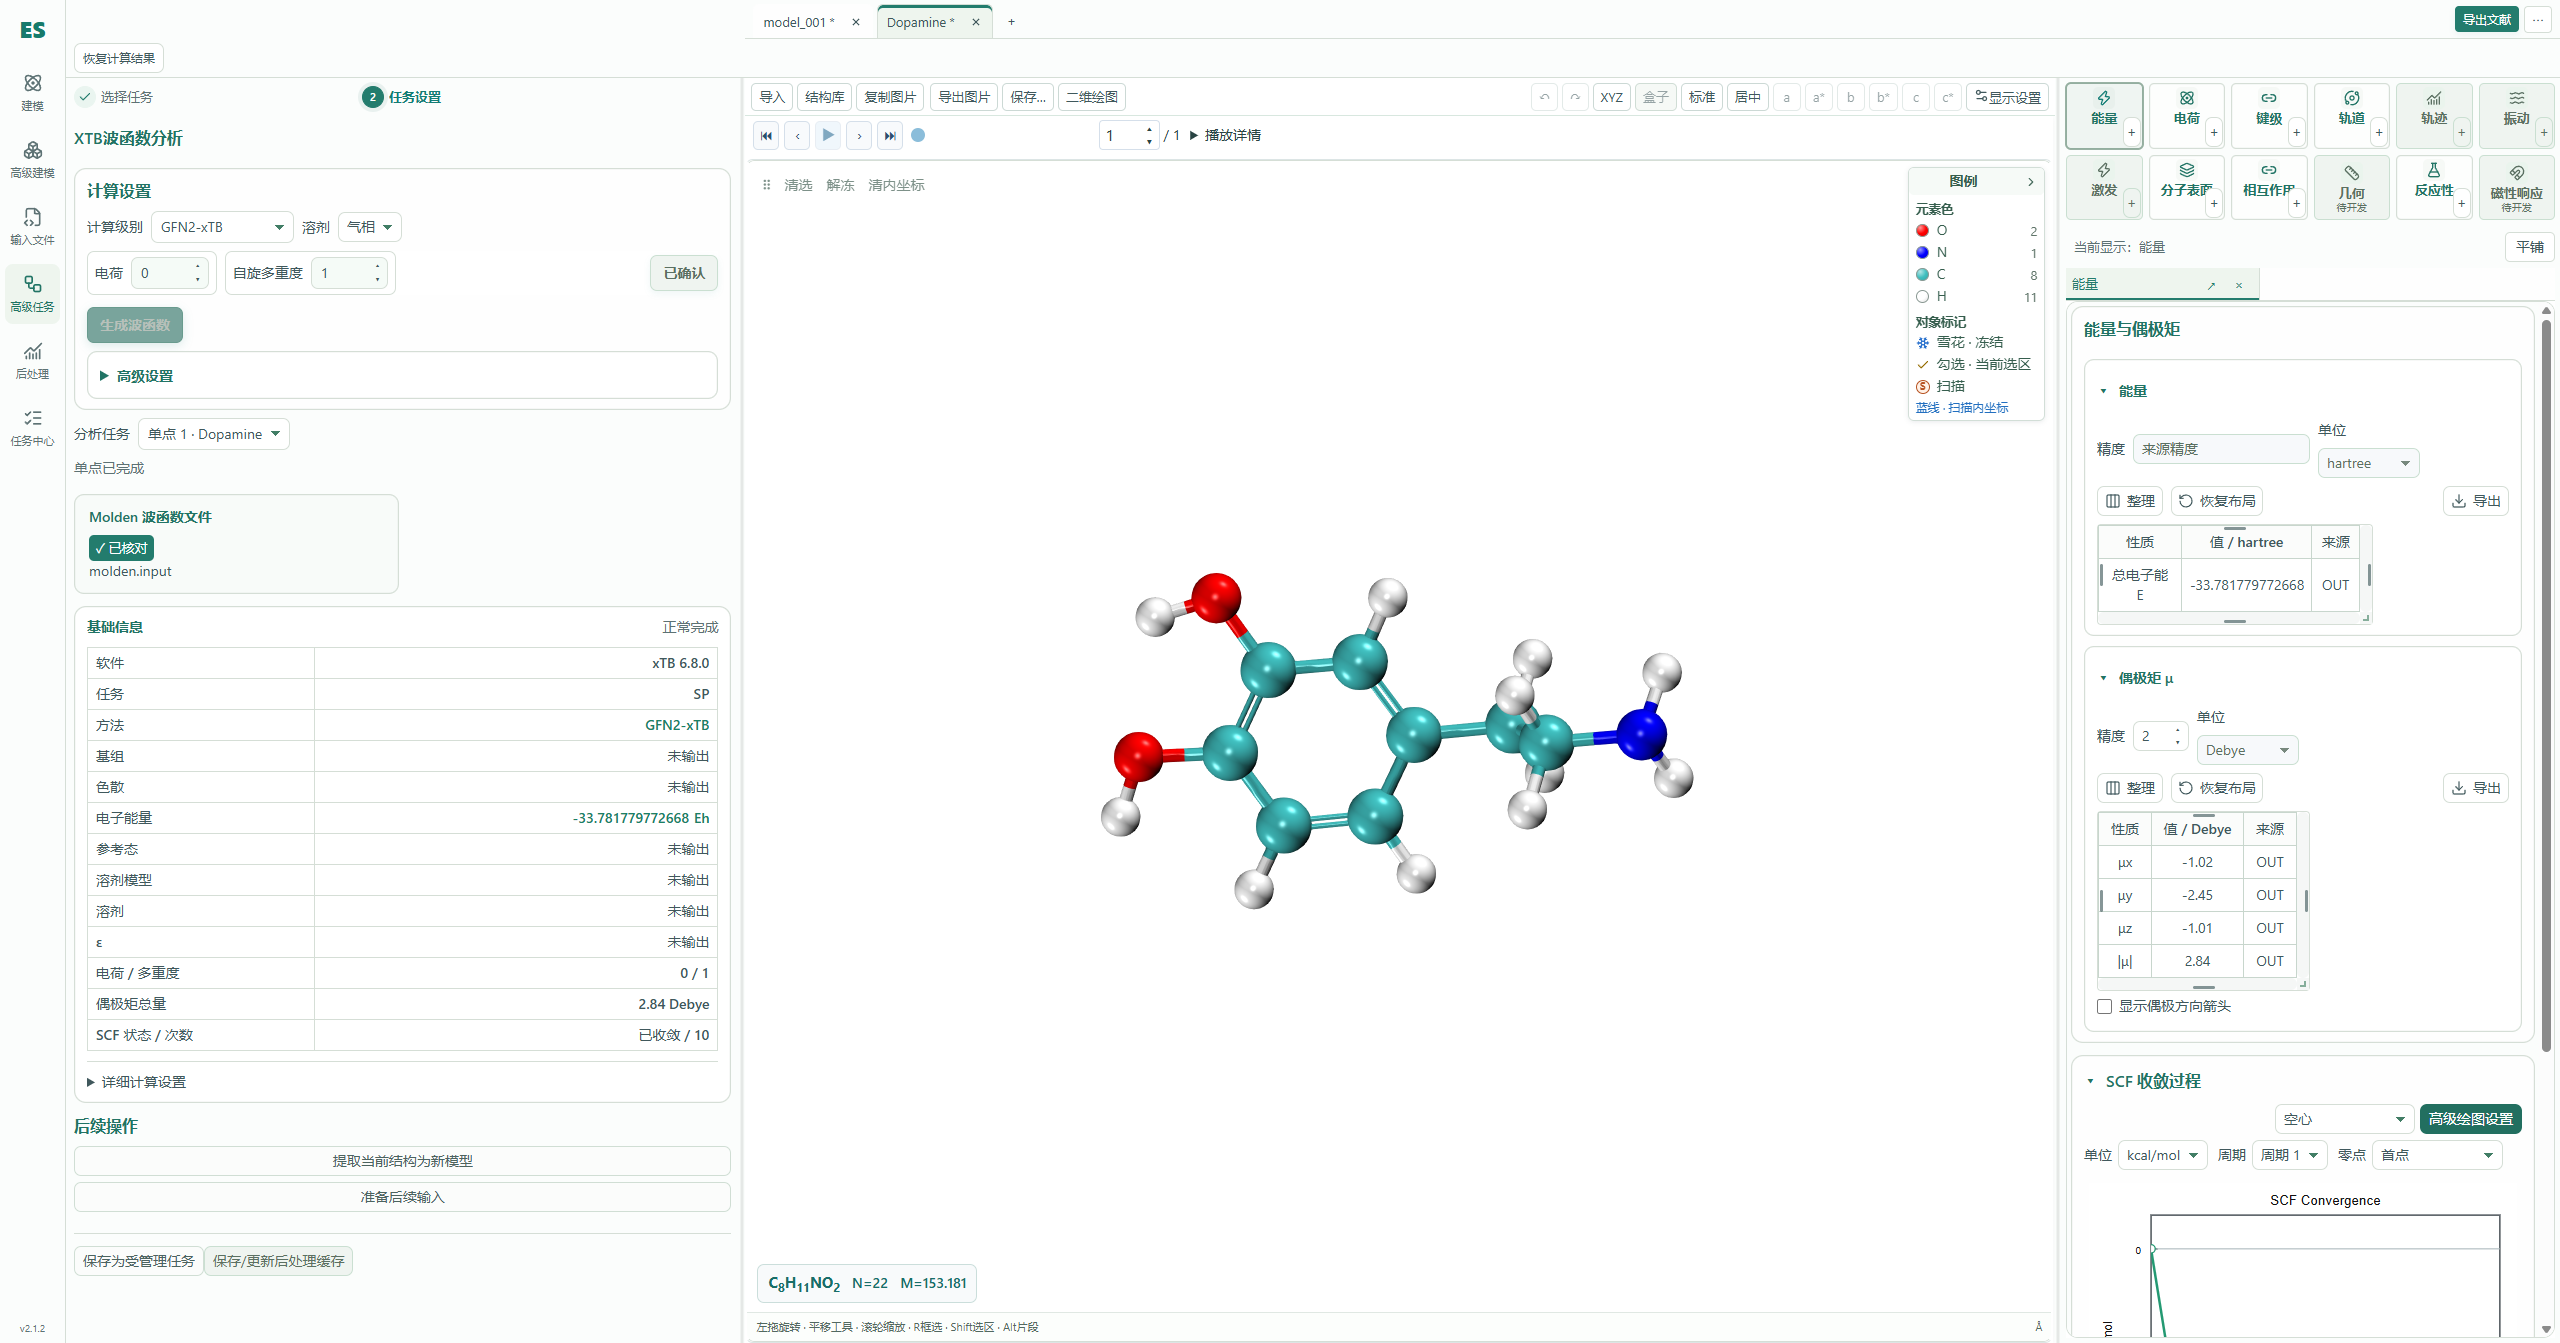 ES
建模
高级建模
输入文件
高级任务
后处理
任务中心
v2.1.2
恢复计算结果
选择任务
2 任务设置
XTB波函数分析
计算设置
计算级别 GFN2-xTB 溶剂 气相
电荷 0 自旋多重度 1 已确认
生成波函数
高级设置
分析任务 单点 1 · Dopamine
单点已完成
Molden 波函数文件
✓ 已核对
molden.input
基础信息 正常完成
软件 xTB 6.8.0
任务 SP
方法 GFN2-xTB
基组 未输出
色散 未输出
电子能量 -33.781779772668 Eh
参考态 未输出
溶剂模型 未输出
溶剂 未输出
ε 未输出
电荷 / 多重度 0 / 1
偶极矩总量 2.84 Debye
SCF 状态 / 次数 已收敛 / 10
详细计算设置
后续操作
提取当前结构为新模型
准备后续输入
保存为受管理任务 保存/更新后处理缓存
model_001 * × Dopamine * × +
导入 结构库 复制图片 导出图片 保存... 二维绘图 XYZ 盒子 标准 居中 a a* b b* c c* 显示设置
1 / 1 ▶ 播放详情
清选 解冻 清内坐标
图例
元素色
O 2
N 1
C 8
H 11
对象标记
雪花 · 冻结
勾选 · 当前选区
S 扫描
蓝线 · 扫描内坐标
C8H11NO2 N=22 M=153.181
左拖旋转 · 平移工具 · 滚轮缩放 · R框选 · Shift选区 · Alt片段 Å
导出文献 ...
能量 + 电荷 + 键级 + 轨道 + 轨迹 + 振动 +
激发 + 分子表面 + 相互作用 + 几何 待开发 反应性 + 磁性响应 待开发
当前显示：能量 平铺
能量 ↗ ×
能量与偶极矩
能量
单位
精度 来源精度 hartree
整理 恢复布局 导出
性质 值 / hartree 来源
总电子能 E -33.781779772668 OUT
偶极矩 μ
单位
精度 2 Debye
整理 恢复布局 导出
性质 值 / Debye 来源
μx -1.02 OUT
μy -2.45 OUT
μz -1.01 OUT
|μ| 2.84 OUT
显示偶极方向箭头
SCF 收敛过程
空心 高级绘图设置
单位 kcal/mol 周期 周期 1 零点 首点
SCF Convergence
0
mol